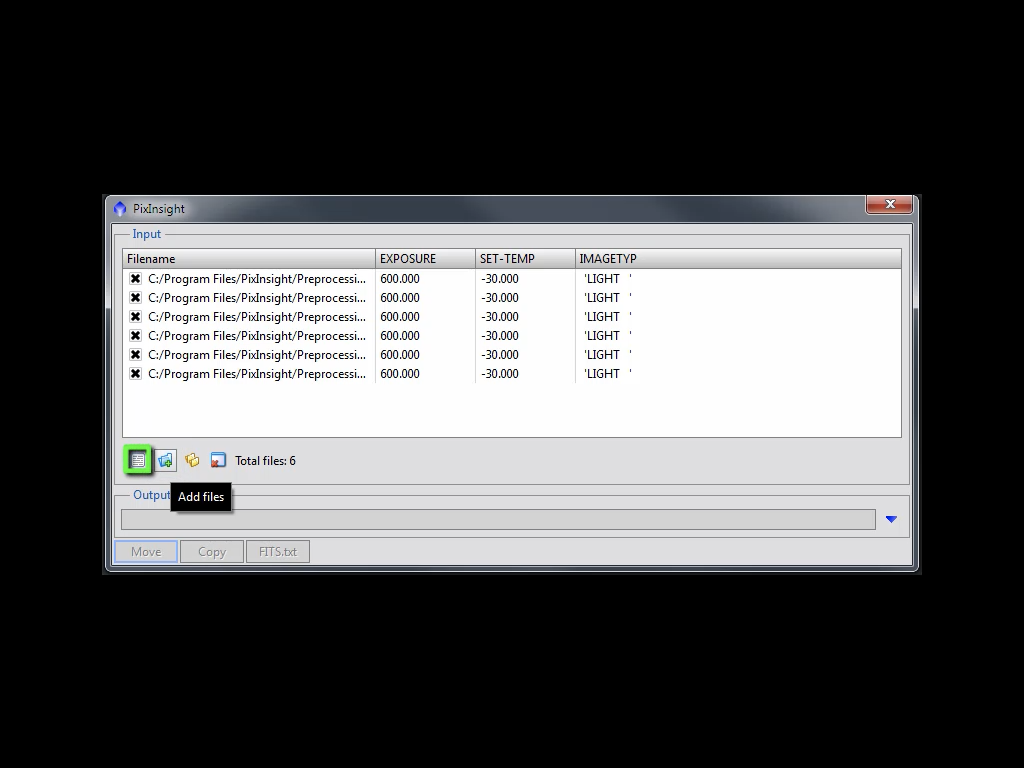 PixInsight
Input
Filename EXPOSURE SET-TEMP IMAGETYP
C:/Program Files/PixInsight/Preprocessi... 600.000 -30.000 'LIGHT   '
C:/Program Files/PixInsight/Preprocessi... 600.000 -30.000 'LIGHT   '
C:/Program Files/PixInsight/Preprocessi... 600.000 -30.000 'LIGHT   '
C:/Program Files/PixInsight/Preprocessi... 600.000 -30.000 'LIGHT   '
C:/Program Files/PixInsight/Preprocessi... 600.000 -30.000 'LIGHT   '
C:/Program Files/PixInsight/Preprocessi... 600.000 -30.000 'LIGHT   '
Total files: 6
Output
Add files
Move Copy FITS.txt